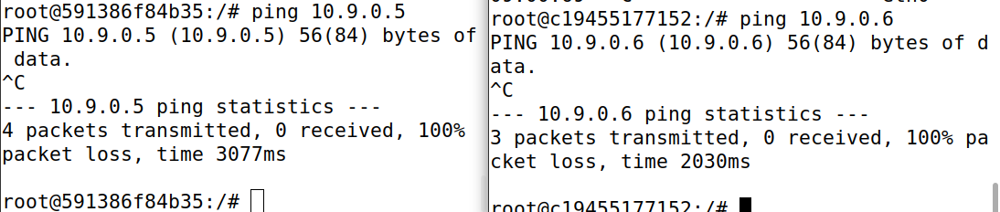 root@591386f84b35:/# ping 10.9.0.5
PING 10.9.0.5 (10.9.0.5) 56(84) bytes of
 data.
^C
--- 10.9.0.5 ping statistics ---
4 packets transmitted, 0 received, 100%
packet loss, time 3077ms

root@591386f84b35:/#
root@c19455177152:/# ping 10.9.0.6
PING 10.9.0.6 (10.9.0.6) 56(84) bytes of d
ata.
^C
--- 10.9.0.6 ping statistics ---
3 packets transmitted, 0 received, 100% pa
cket loss, time 2030ms

root@c19455177152:/#